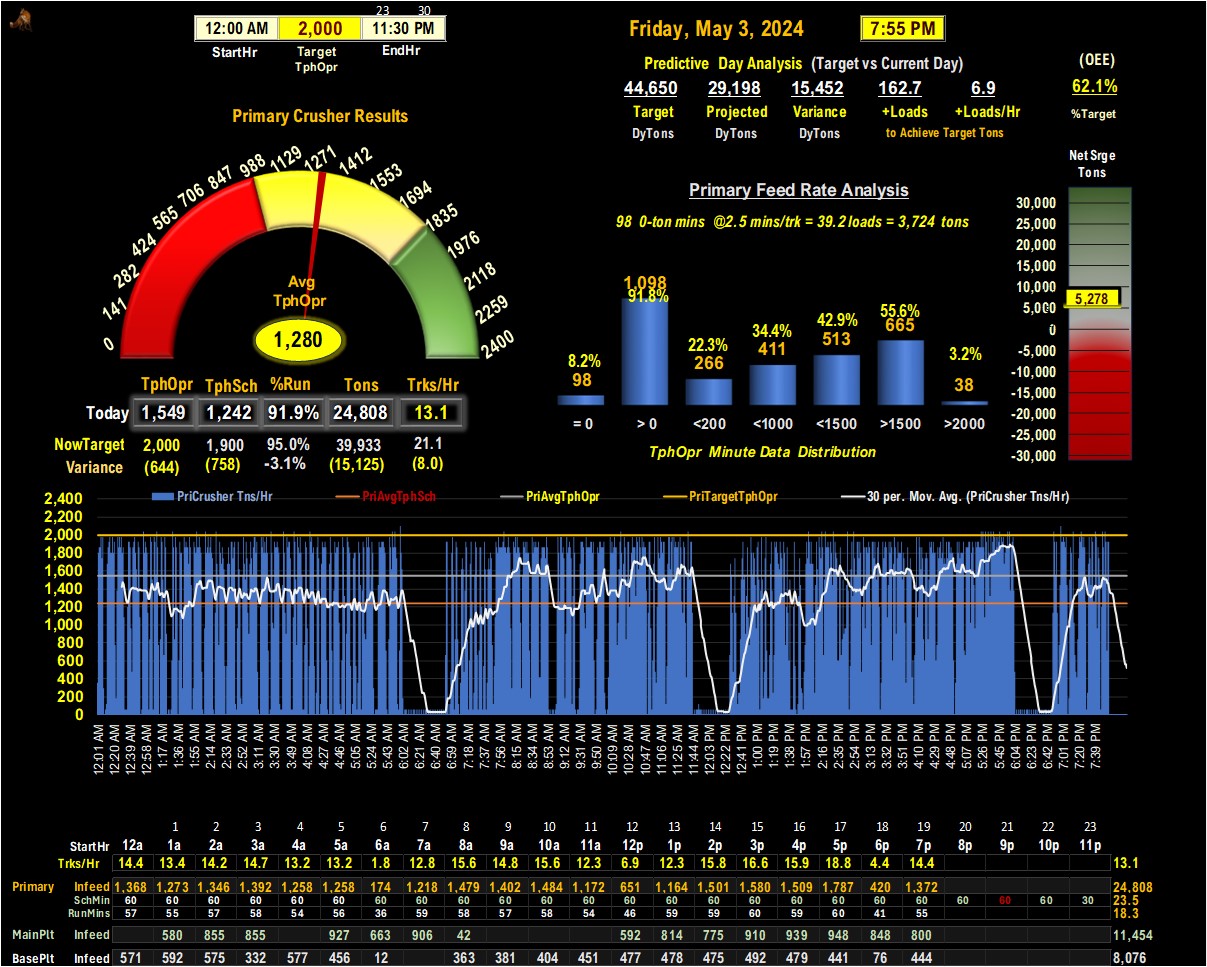 23 30
12:00 AM 2,000 11:30 PM
StartHr Target TphOpr EndHr
Friday, May 3, 2024 7:55 PM
Predictive Day Analysis (Target vs Current Day)
44,650 29,198 15,452 162.7 6.9
Target Projected Variance +Loads +Loads/Hr
DyTons DyTons DyTons to Achieve Target Tons
(OEE)
62.1%
%Target
Primary Crusher Results
0 141 282 424 565 706 847 988 1129 1271 1412 1553 1694 1835 1976 2118 2259 2400
Avg
TphOpr
1,280
TphOpr TphSch %Run Tons Trks/Hr
Today 1,549 1,242 91.9% 24,808 13.1
NowTarget 2,000 1,900 95.0% 39,933 21.1
Variance (644) (758) -3.1% (15,125) (8.0)
Primary Feed Rate Analysis
98 0-ton mins @2.5 mins/trk = 39.2 loads = 3,724 tons
8.2% 91.8% 22.3% 34.4% 42.9% 55.6% 3.2%
98 1,098 266 411 513 665 38
= 0 > 0 <200 <1000 <1500 >1500 >2000
TphOpr Minute Data Distribution
Net Srge
Tons
30,000
25,000
20,000
15,000
10,000
5,278
5,000
0
-5,000
-10,000
-15,000
-20,000
-25,000
-30,000
PriCrusher Tns/Hr PriAvgTphSch PriAvgTphOpr PriTargetTphOpr 30 per. Mov. Avg. (PriCrusher Tns/Hr)
2,400
2,200
2,000
1,800
1,600
1,400
1,200
1,000
800
600
400
200
0
12:01 AM 12:20 AM 12:39 AM 12:58 AM 1:17 AM 1:36 AM 1:55 AM 2:14 AM 2:33 AM 2:52 AM 3:11 AM 3:30 AM 3:49 AM 4:08 AM 4:27 AM 4:46 AM 5:05 AM 5:24 AM 5:43 AM 6:02 AM 6:21 AM 6:40 AM 6:59 AM 7:18 AM 7:37 AM 7:56 AM 8:15 AM 8:34 AM 8:53 AM 9:12 AM 9:31 AM 9:50 AM 10:09 AM 10:28 AM 10:47 AM 11:06 AM 11:25 AM 11:44 AM 12:03 PM 12:22 PM 12:41 PM 1:00 PM 1:19 PM 1:38 PM 1:57 PM 2:16 PM 2:35 PM 2:54 PM 3:13 PM 3:32 PM 3:51 PM 4:10 PM 4:29 PM 4:48 PM 5:07 PM 5:26 PM 5:45 PM 6:04 PM 6:23 PM 6:42 PM 7:01 PM 7:20 PM 7:39 PM
1 2 3 4 5 6 7 8 9 10 11 12 13 14 15 16 17 18 19 20 21 22 23
StartHr 12a 1a 2a 3a 4a 5a 6a 7a 8a 9a 10a 11a 12p 1p 2p 3p 4p 5p 6p 7p 8p 9p 10p 11p
Trks/Hr 14.4 13.4 14.2 14.7 13.2 13.2 1.8 12.8 15.6 14.8 15.6 12.3 6.9 12.3 15.8 16.6 15.9 18.8 4.4 14.4 13.1
Primary Infeed 1,368 1,273 1,346 1,392 1,258 1,258 174 1,218 1,479 1,402 1,484 1,172 651 1,164 1,501 1,580 1,509 1,787 420 1,372 24,808
SchMin 60 60 60 60 60 60 60 60 60 60 60 60 60 60 60 60 60 60 60 60 60 60 60 30 23.5
RunMins 57 55 57 58 54 56 36 59 58 57 58 54 46 59 59 59 59 60 41 55 18.3
MainPlt Infeed 580 855 855 927 663 906 42 592 814 775 910 939 948 848 800 11,454
BasePlt Infeed 571 592 575 332 577 456 12 363 381 404 451 477 478 475 492 479 441 76 444 8,076